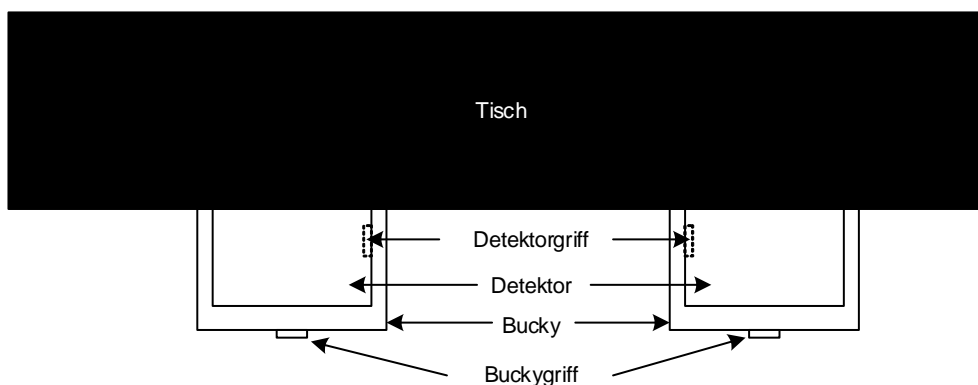 Tisch
Detektorgriff
Detektor
Bucky
Buckygriff